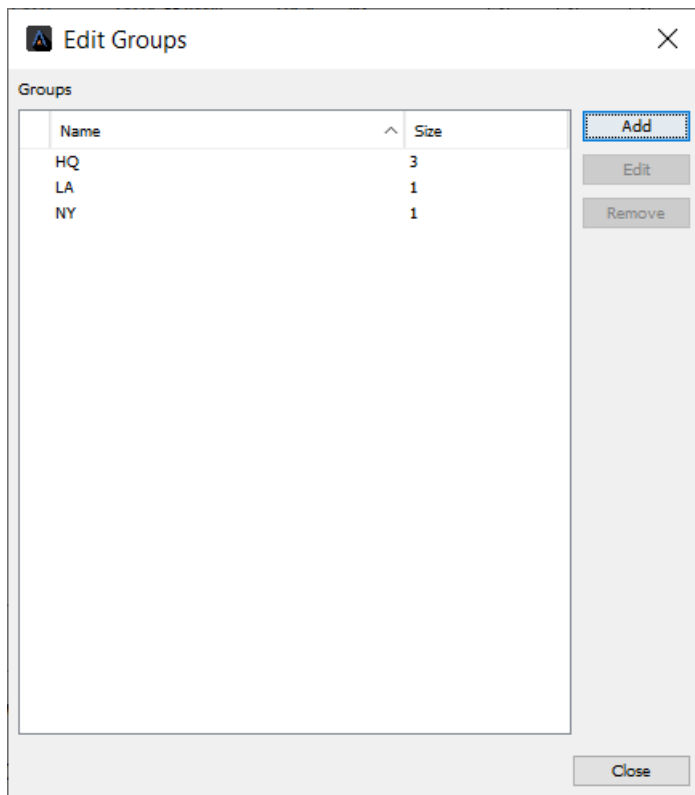 Edit Groups
Groups
Name Size
HQ 3
LA 1
NY 1
Add
Edit
Remove
Close